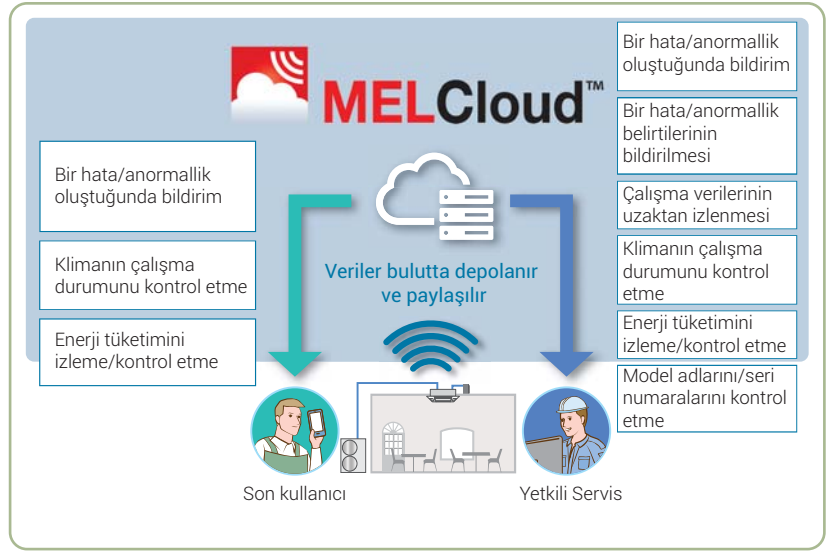 MELCloud™
Bir hata/anormallik
oluştuğunda bildirim
Klimanın çalışma
durumunu kontrol etme
Enerji tüketimini
izleme/kontrol etme
Veriler bulutta depolanır
ve paylaşılır
Bir hata/anormallik
oluştuğunda bildirim
Bir hata/anormallik
belirtilerinin
bildirilmesi
Çalışma verilerinin
uzaktan izlenmesi
Klimanın çalışma
durumunu kontrol
etme
Enerji tüketimini
izleme/kontrol etme
Model adlarını/seri
numaralarını kontrol
etme
Son kullanıcı
Yetkili Servis